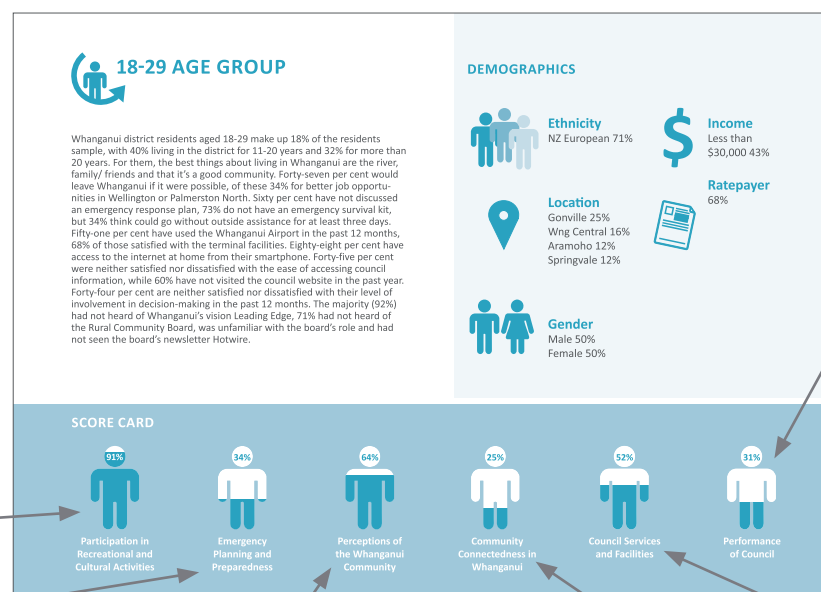 18-29 AGE GROUP
Whanganui district residents aged 18-29 make up 18% of the residents
sample, with 40% living in the district for 11-20 years and 32% for more than
20 years. For them, the best things about living in Whanganui are the river,
family/ friends and that it's a good community. Forty-seven per cent would
leave Whanganui if it were possible, of these 34% for better job opportu-
nities in Wellington or Palmerston North. Sixty per cent have not discussed
an emergency response plan, 73% do not have an emergency survival kit,
but 34% think could go without outside assistance for at least three days.
Fifty-one per cent have used the Whanganui Airport in the past 12 months,
68% of those satisfied with the terminal facilities. Eighty-eight per cent have
access to the internet at home from their smartphone. Forty-five per cent
were neither satisfied nor dissatisfied with the ease of accessing council
information, while 60% have not visited the council website in the past year.
Forty-four per cent are neither satisfied nor dissatisfied with their level of
involvement in decision-making in the past 12 months. The majority (92%)
had not heard of Whanganui's vision Leading Edge, 71% had not heard of
the Rural Community Board, was unfamiliar with the board's role and had
not seen the board's newsletter Hotwire.
DEMOGRAPHICS
Ethnicity
NZ European 71%
Income
Less than
$30,000 43%
Ratepayer
68%
Location
Gonville 25%
Wng Central 16%
Aramoho 12%
Springvale 12%
Gender
Male 50%
Female 50%
SCORE CARD
91%
Participation in
Recreational and
Cultural Activities
34%
Emergency
Planning and
Preparedness
64%
Perceptions of
the Whanganui
Community
25%
Community
Connectedness in
Whanganui
52%
Council Services
and Facilities
31%
Performance
of Council